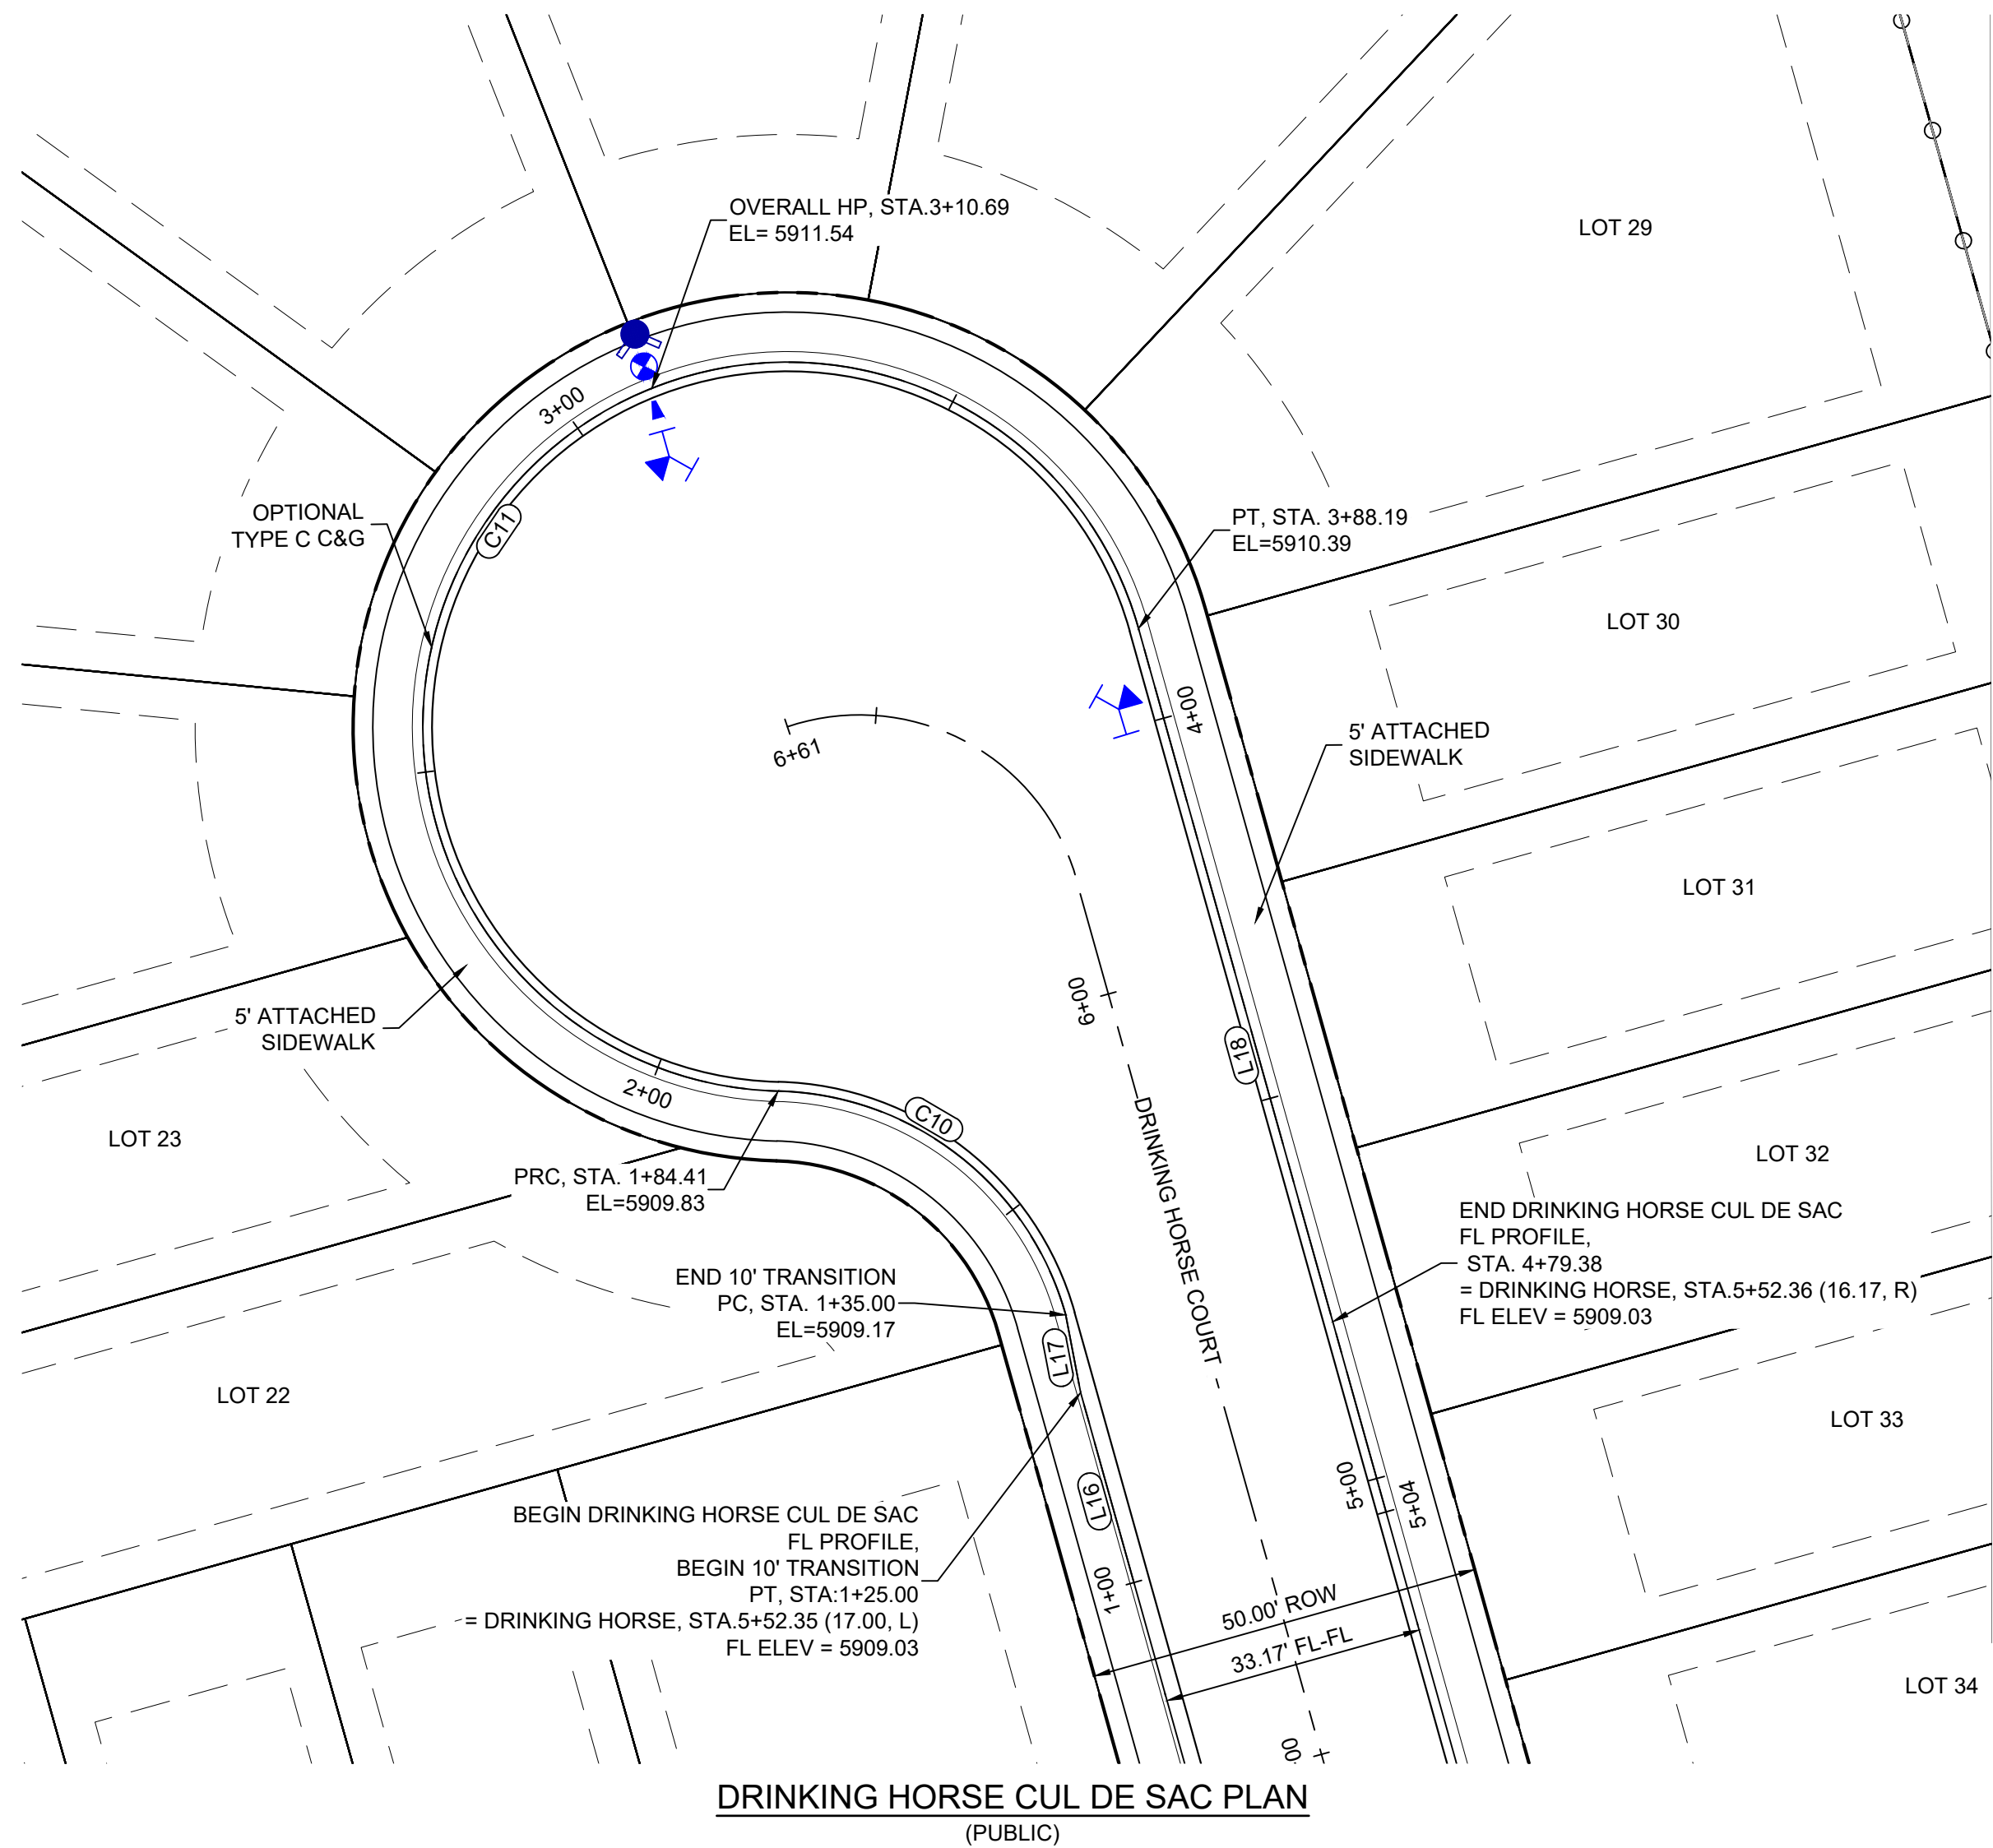 OVERALL HP, STA.3+10.69
EL= 5911.54
LOT 29
3+00
OPTIONAL
TYPE C C&G
C11
PT, STA. 3+88.19
EL=5910.39
LOT 30
4+00
6+61
5' ATTACHED
SIDEWALK
LOT 31
6+00
5' ATTACHED
SIDEWALK
L18
2+00
C10
DRINKING HORSE COURT
LOT 23
LOT 32
PRC, STA. 1+84.41
EL=5909.83
END DRINKING HORSE CUL DE SAC
FL PROFILE,
STA. 4+79.38
= DRINKING HORSE, STA.5+52.36 (16.17, R)
FL ELEV = 5909.03
END 10' TRANSITION
PC, STA. 1+35.00
EL=5909.17
L17
LOT 22
LOT 33
L16
5+00
5+04
BEGIN DRINKING HORSE CUL DE SAC
FL PROFILE,
BEGIN 10' TRANSITION
PT, STA:1+25.00
= DRINKING HORSE, STA.5+52.35 (17.00, L)
FL ELEV = 5909.03
1+00
50.00' ROW
33.17' FL-FL
LOT 34
00
DRINKING HORSE CUL DE SAC PLAN
(PUBLIC)